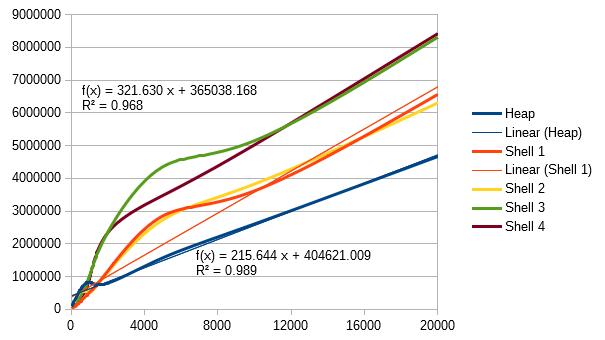 9000000
8000000
7000000
6000000
5000000
4000000
3000000
2000000
1000000
0
f(x) = 321.630 x + 365038.168
R² = 0.968
f(x) = 215.644 x + 404621.009
R² = 0.989
0 4000 8000 12000 16000 20000
Heap
Linear (Heap)
Shell 1
Linear (Shell 1)
Shell 2
Shell 3
Shell 4